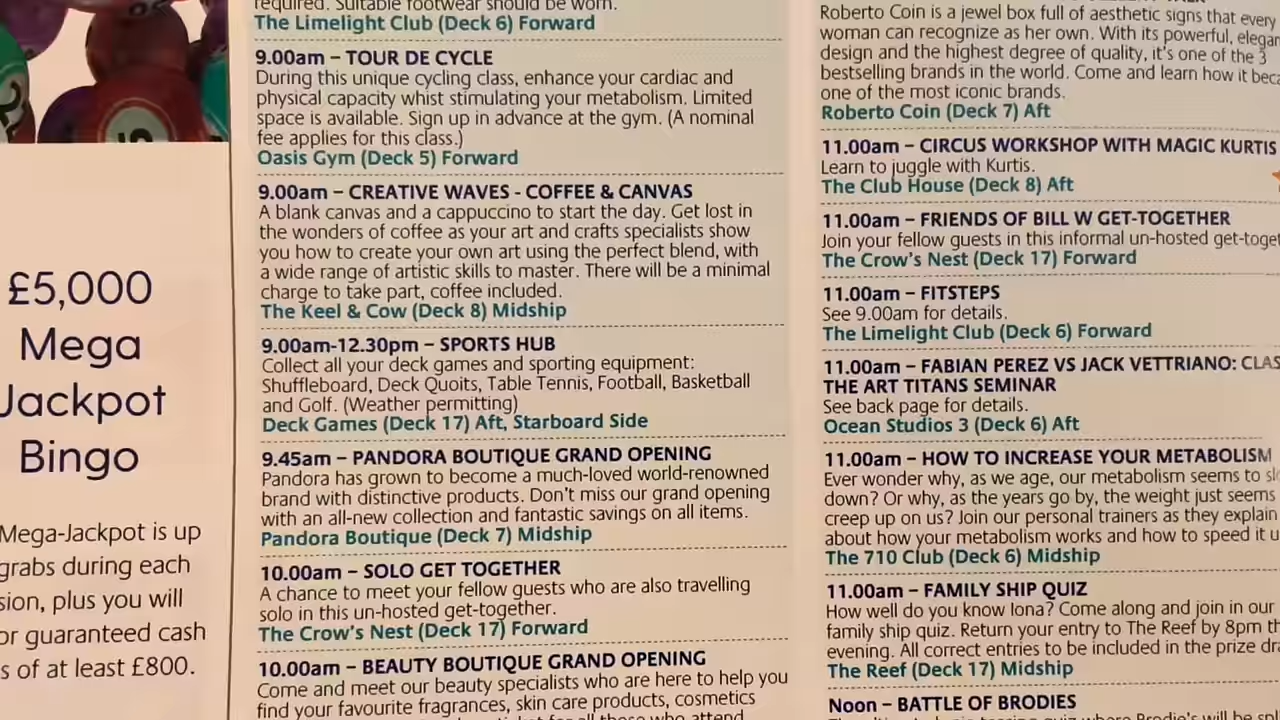 £5,000
Mega
Jackpot
Bingo
Mega-Jackpot is up
grabs during each
plus you will
guaranteed cash
of at least £800.
required. Suitable footwear should be worn.
The Limelight Club (Deck 6) Forward
9.00am – TOUR DE CYCLE
During this unique cycling class, enhance your cardiac and
physical capacity whist stimulating your metabolism. Limited
space is available. Sign up in advance at the gym. (A nominal
fee applies for this class.)
Oasis Gym (Deck 5) Forward
9.00am – CREATIVE WAVES - COFFEE & CANVAS
A blank canvas and a cappuccino to start the day. Get lost in
the wonders of coffee as your art and crafts specialists show
you how to create your own art using the perfect blend, with
a wide range of artistic skills to master. There will be a minimal
charge to take part, coffee included.
The Keel & Cow (Deck 8) Midship
9.00am-12.30pm – SPORTS HUB
Collect all your deck games and sporting equipment:
Shuffleboard, Deck Quoits, Table Tennis, Football, Basketball
and Golf. (Weather permitting)
Deck Games (Deck 17) Aft, Starboard Side
9.45am – PANDORA BOUTIQUE GRAND OPENING
Pandora has grown to become a much-loved world-renowned
brand with distinctive products. Don't miss our grand opening
with an all-new collection and fantastic savings on all items.
Pandora Boutique (Deck 7) Midship
10.00am – SOLO GET TOGETHER
A chance to meet your fellow guests who are also travelling
solo in this un-hosted get-together.
The Crow's Nest (Deck 17) Forward
10.00am – BEAUTY BOUTIQUE GRAND OPENING
Come and meet our beauty specialists who are here to help you
find your favourite fragrances, skin care products, cosmetics
for all those who attend
Roberto Coin is a jewel box full of aesthetic signs that every
woman can recognize as her own. With its powerful,
design and the highest degree of quality, it's one of the 3
bestselling brands in the world. Come and learn how it
one of the most iconic brands.
Roberto Coin (Deck 7) Aft
11.00am – CIRCUS WORKSHOP WITH MAGIC KURTIS
Learn to juggle with Kurtis.
The Club House (Deck 8) Aft
11.00am – FRIENDS OF BILL W GET-TOGETHER
Join your fellow guests in this informal un-hosted
The Crow's Nest (Deck 17) Forward
11.00am – FITSTEPS
See 9.00am for details.
The Limelight Club (Deck 6) Forward
11.00am – FABIAN PEREZ VS JACK VETTRIANO:
THE ART TITANS SEMINAR
See back page for details.
Ocean Studios 3 (Deck 6) Aft
11.00am – HOW TO INCREASE YOUR METABOLISM
Ever wonder why, as we age, our metabolism seems to
down? Or why, as the years go by, the weight just seems
creep up on us? Join our personal trainers as they explain
about how your metabolism works and how to speed it
The 710 Club (Deck 6) Midship
11.00am – FAMILY SHIP QUIZ
How well do you know Iona? Come along and join in our
family ship quiz. Return your entry to The Reef by 8pm
evening. All correct entries to be included in the prize
The Reef (Deck 17) Midship
Noon – BATTLE OF BRODIES